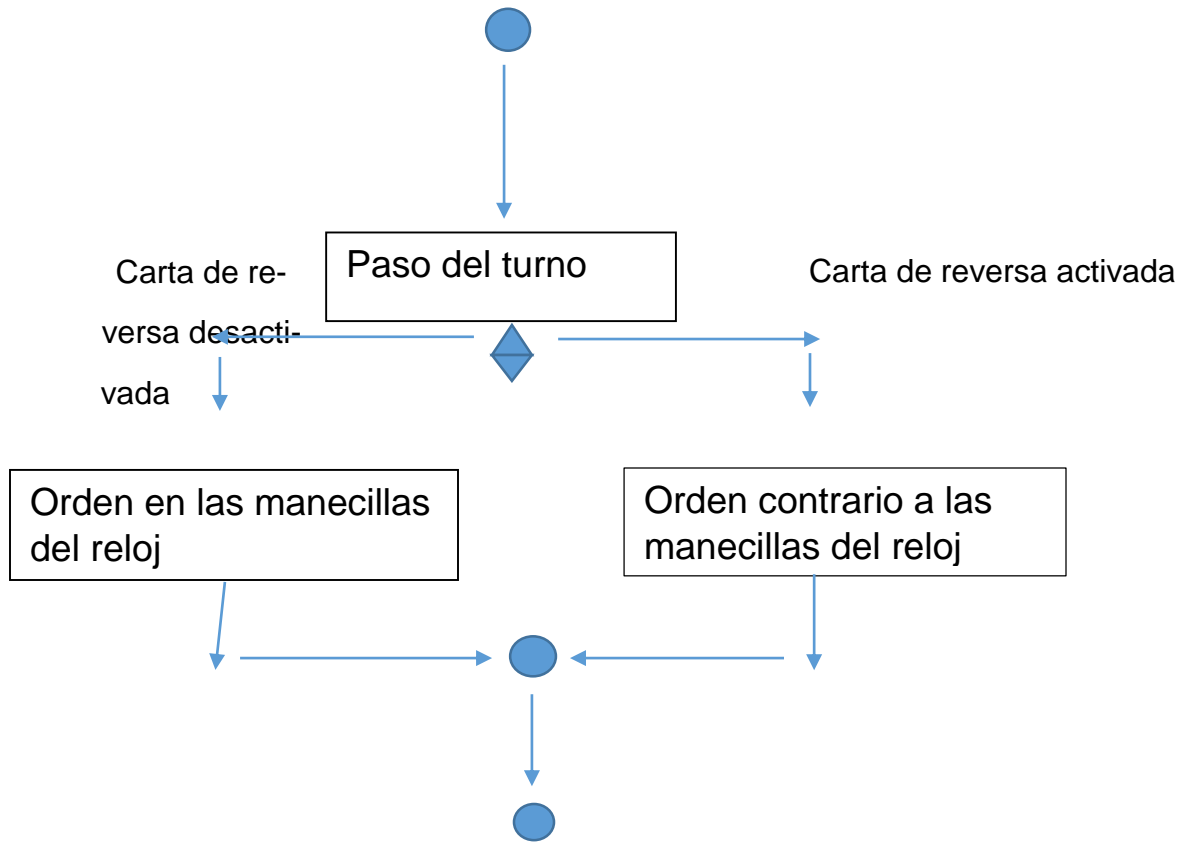 Paso del turno
Carta de re-
versa desacti-
vada
Carta de reversa activada
Orden en las manecillas
del reloj
Orden contrario a las
manecillas del reloj